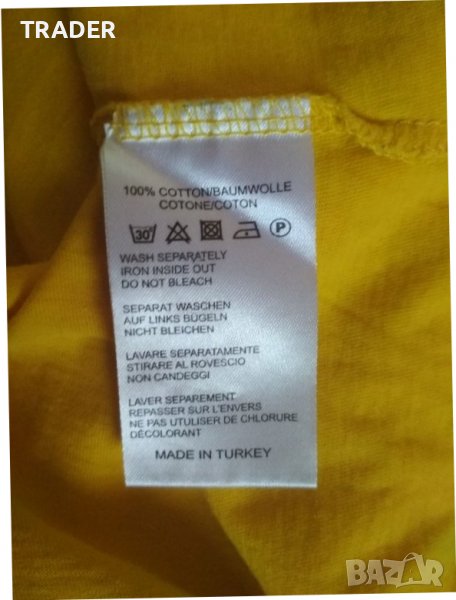 TRADER
100% COTTON/BAUMWOLLE
COTONE/COTON
30°
P
WASH SEPARATELY
IRON INSIDE OUT
DO NOT BLEACH
SEPARAT WASCHEN
AUF LINKS BÜGELN
NICHT BLEICHEN
LAVARE SEPARATAMENTE
STIRARE AL ROVESCIO
NON CANDEGGI
LAVER SEPAREMENT
REPASSER SUR L'ENVERS
NE PAS UTILISER DE CHLORURE
DÉCOLORANT
MADE IN TURKEY
BAZAR